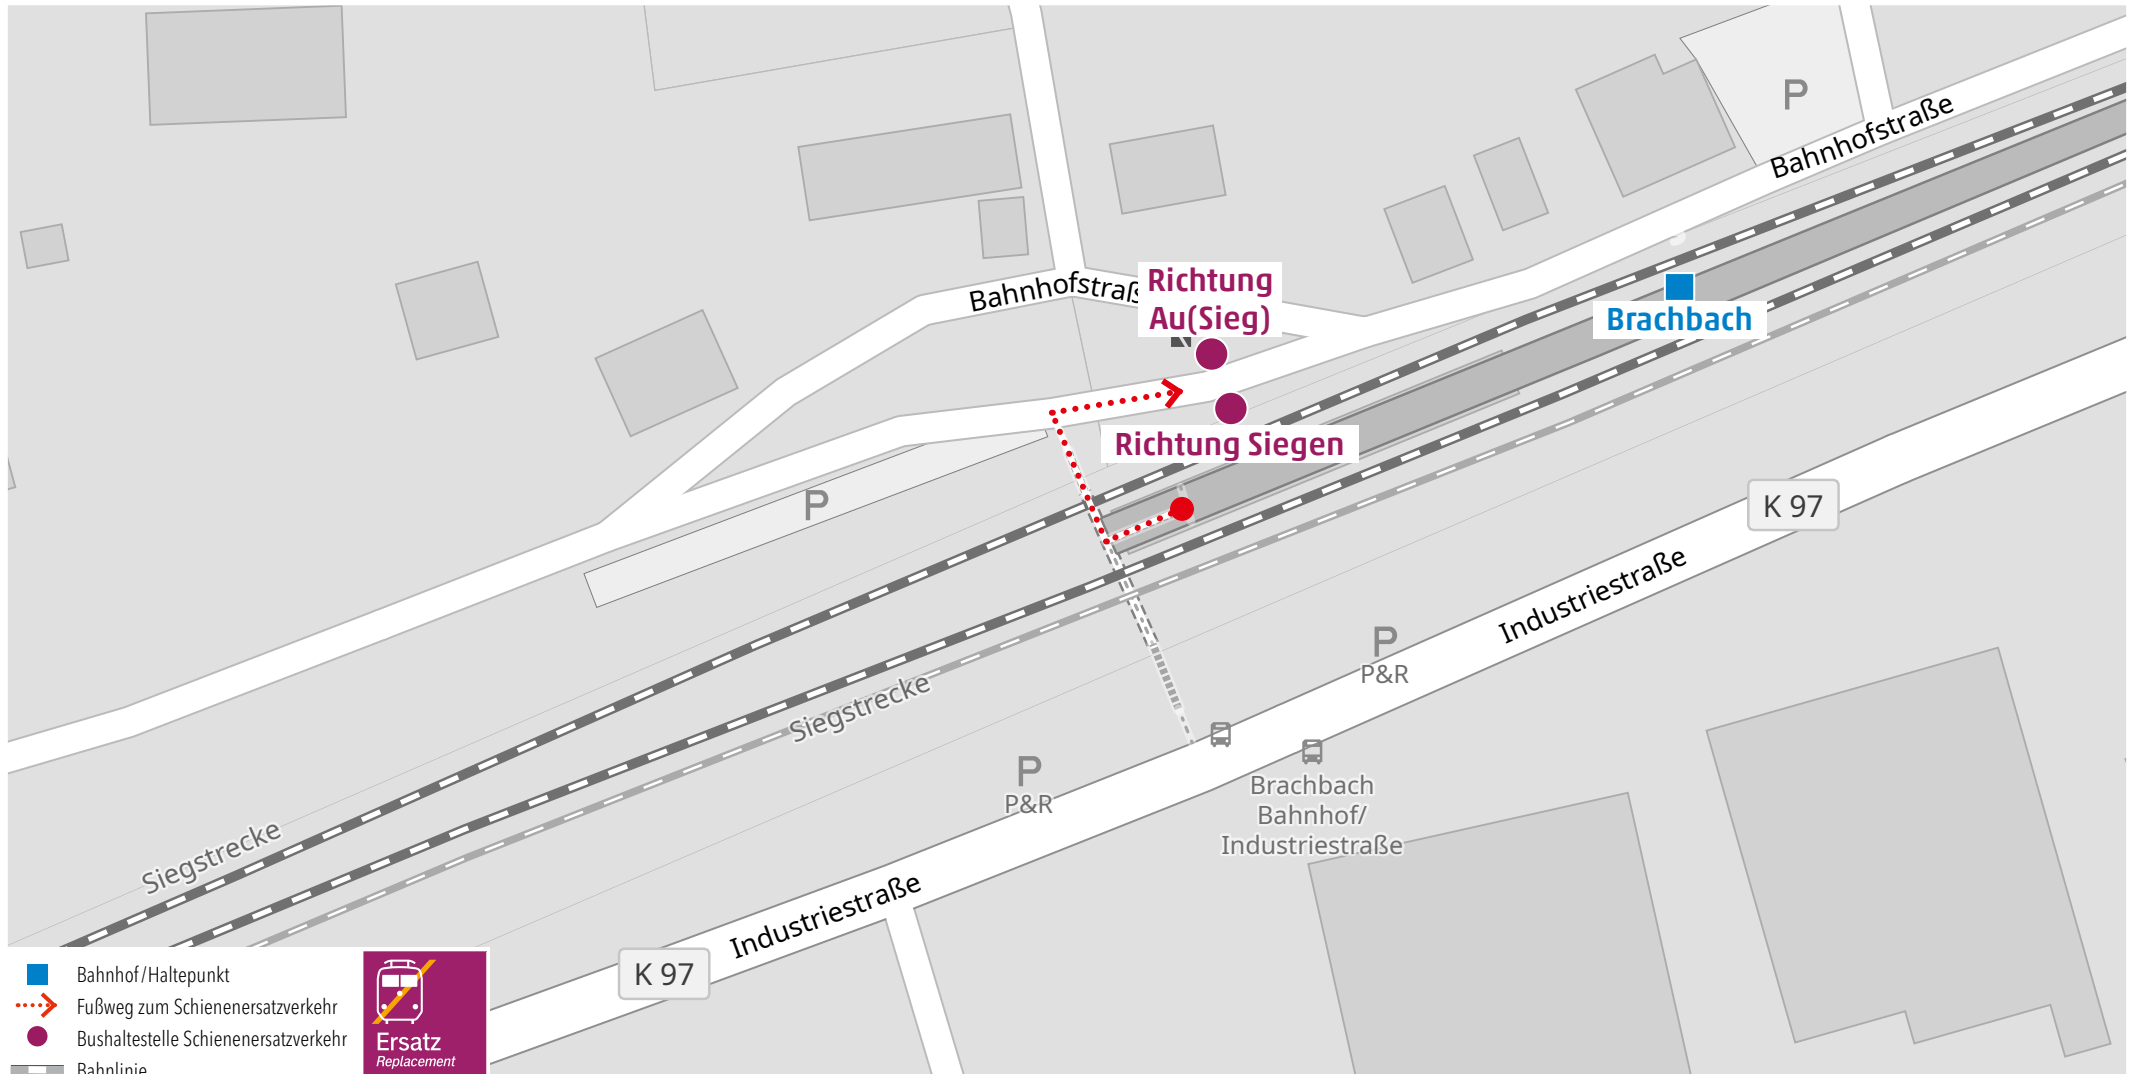 P
Bahnhofstraße
Richtung
Au(Sieg)
Brachbach
Richtung Siegen
P
K 97
Industriestraße
P
P&R
Siegstrecke
P
P&R
Brachbach
Bahnhof/
Industriestraße
Siegstrecke
Industriestraße
K 97
Bahnhof/Haltepunkt
Fußweg zum Schienenersatzverkehr
Bushaltestelle Schienenersatzverkehr
Bahnlinie
Ersatz
Replacement